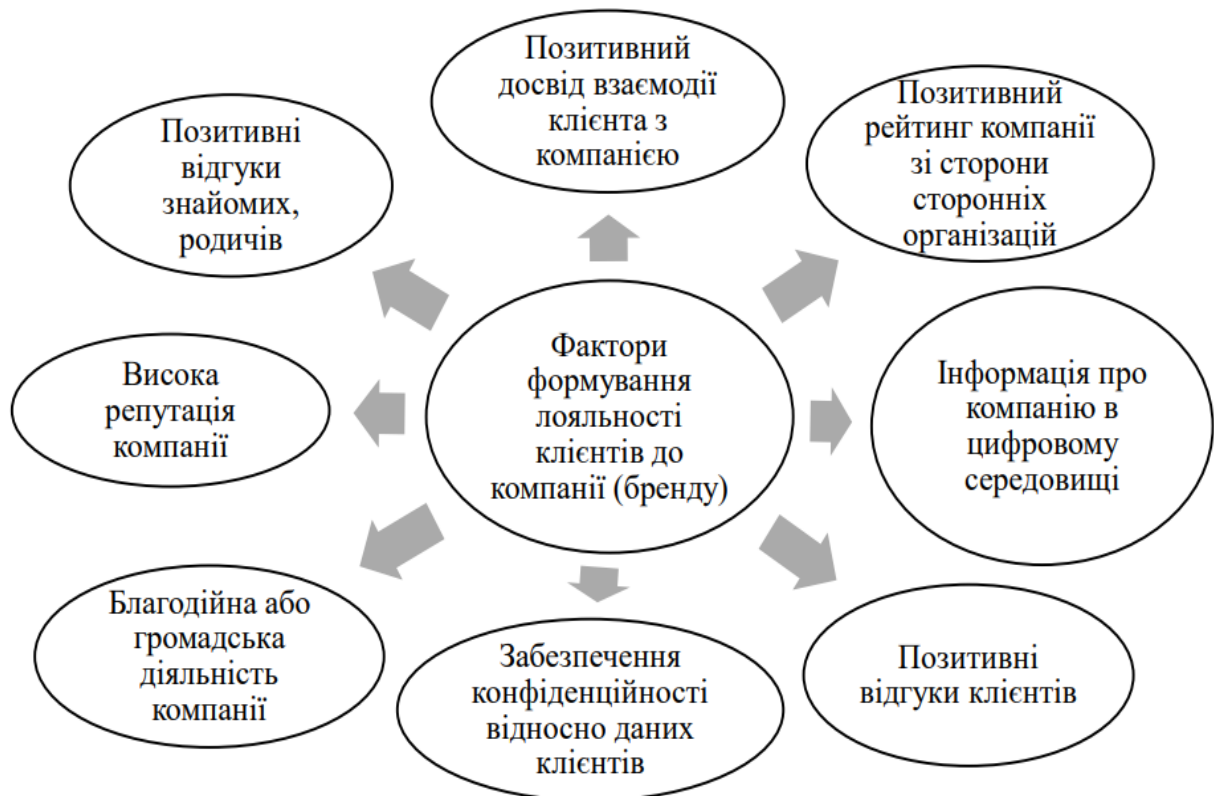 Позитивний
досвід взаємодії
клієнта з
компанією
Позитивний
рейтинг компанії
зі сторони
сторонніх
організацій
Позитивні
відгуки
знайомих,
родичів
Фактори
формування
лояльності
клієнтів до
компанії (бренду)
Інформація про
компанію в
цифровому
середовищі
Висока
репутація
компанії
Благодійна або
громадська
діяльність
компанії
Забезпечення
конфіденційності
відносно даних
клієнтів
Позитивні
відгуки клієнтів